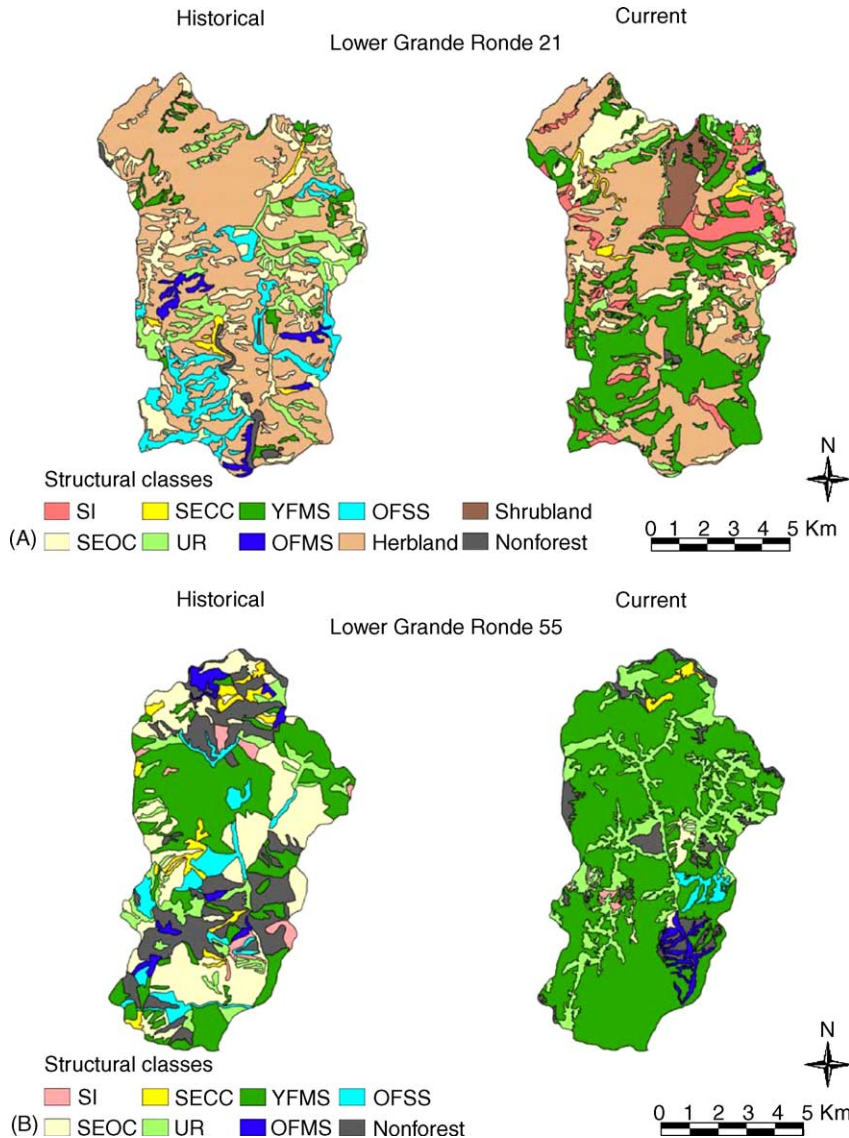 Historical Current
Lower Grande Ronde 21
N
Structural classes
SI SECC YFMS OFSS Shrubland
(A) SEOC UR OFMS Herbland Nonforest
0 1 2 3 4 5 Km
Historical Current
Lower Grande Ronde 55
N
Structural classes
SI SECC YFMS OFSS
(B) SEOC UR OFMS Nonforest
0 1 2 3 4 5 Km